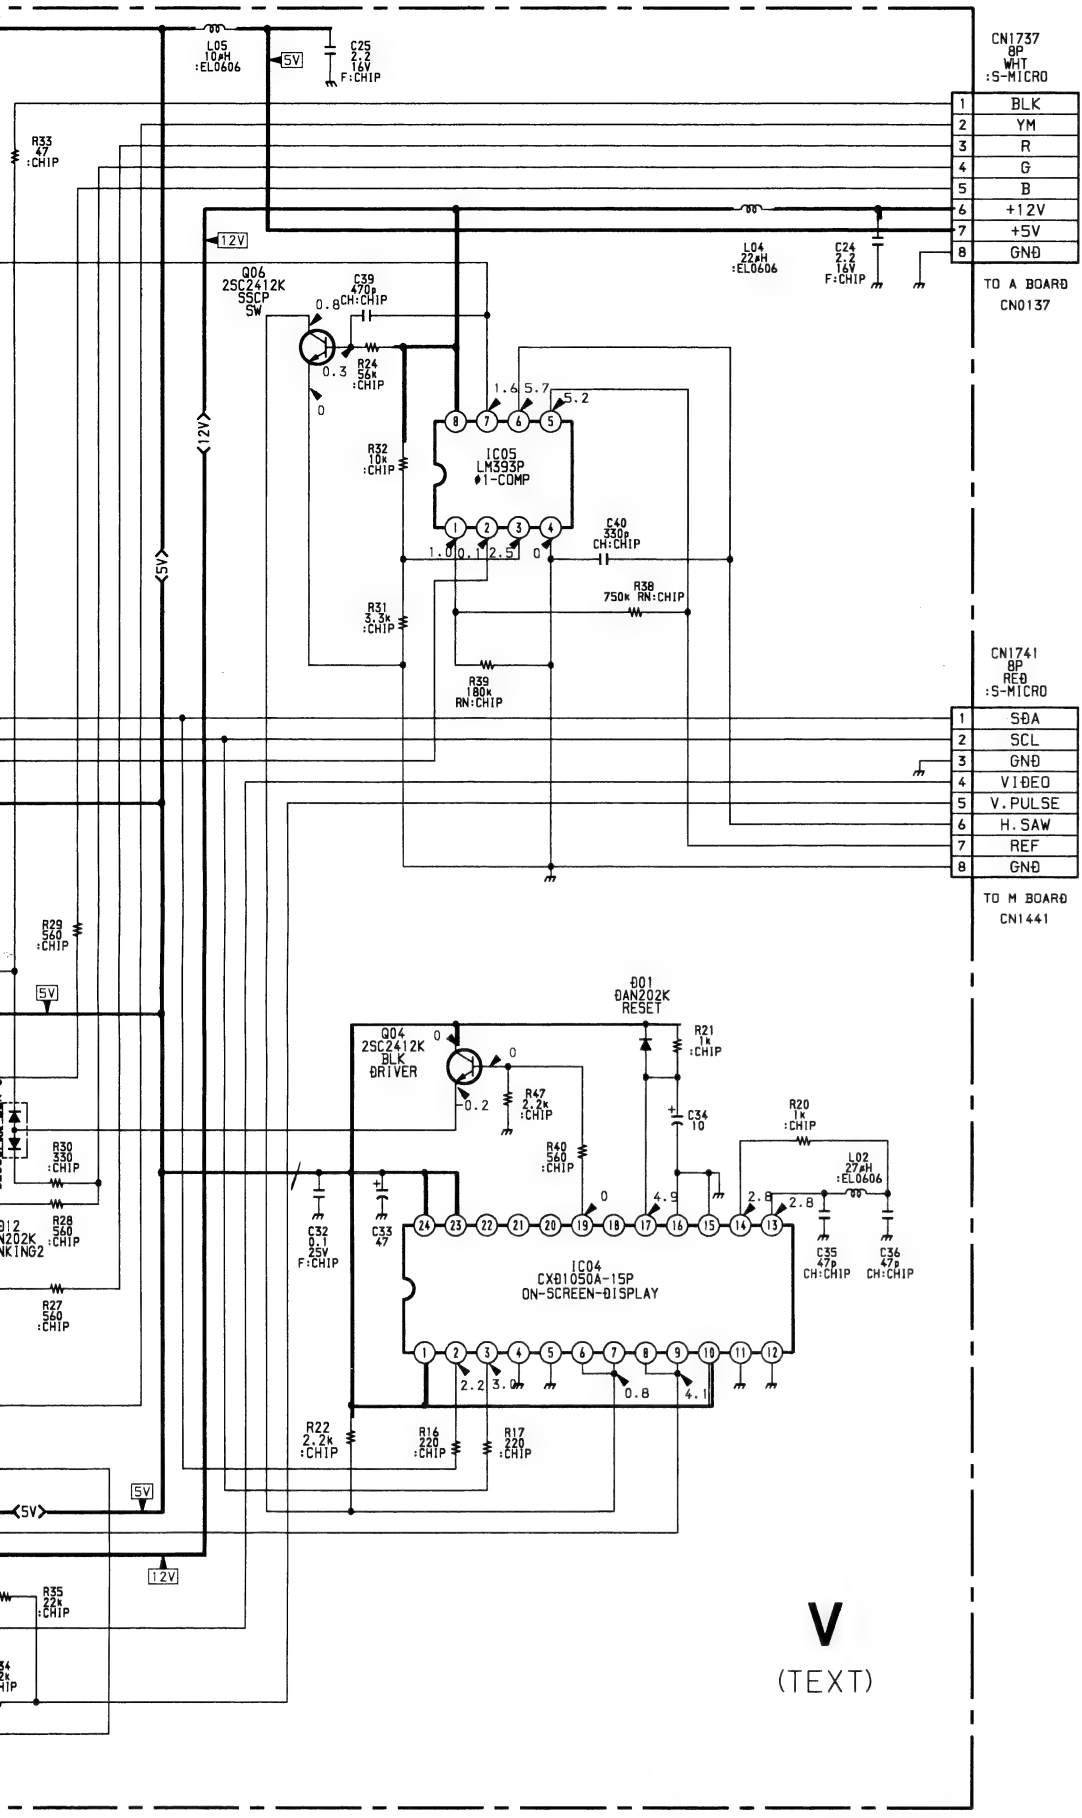 L05
10µH
:EL0606
5V
C25
2.2
16V
F:CHIP
CN1737
8P
WHT
:S-MICRO
1 BLK
2 YM
3 R
4 G
5 B
6 +12V
7 +5V
8 GND
TO A BOARD
CN0137
R33
47
:CHIP
12V
L04
22µH
:EL0606
C24
2.2
16V
F:CHIP
Q06
2SC2412K
SSCP
SW
0.8
C39
470p
CH:CHIP
0.3
0
R24
56k
:CHIP
1.6
5.7
5.2
8 7 6 5
12V
R32
10k
:CHIP
IC05
LM393P
φ1-COMP
1 2 3 4
1.0
0.1
2.5
0
C40
330p
CH:CHIP
5V
R31
3.3k
:CHIP
R38
750k RN:CHIP
R39
180k
RN:CHIP
CN1741
8P
RED
:S-MICRO
1 SDA
2 SCL
3 GND
4 VIDEO
5 V.PULSE
6 H.SAW
7 REF
8 GND
TO M BOARD
CN1441
R29
560
:CHIP
5V
D01
DAN202K
RESET
Q04
2SC2412K
BLK
DRIVER
0
0
-0.2
R21
1k
:CHIP
R47
2.2k
:CHIP
C34
10
R20
1k
:CHIP
R40
560
:CHIP
L02
27µH
:EL0606
R30
330
:CHIP
R28
560
:CHIP
D12
N202K
NKING2
C32
0.1
25V
F:CHIP
C33
47
0
4.9
2.8
2.8
24 23 22 21 20 19 18 17 16 15 14 13
C35
47p
CH:CHIP
C36
47p
CH:CHIP
IC04
CXD1050A-15P
ON-SCREEN-DISPLAY
R27
560
:CHIP
1 2 3 4 5 6 7 8 9 10 11 12
2.2
3.0
0.8
4.1
R22
2.2k
:CHIP
R16
220
:CHIP
R17
220
:CHIP
5V
5V
12V
R35
22k
:CHIP
34
2k
HIP
V
(TEXT)